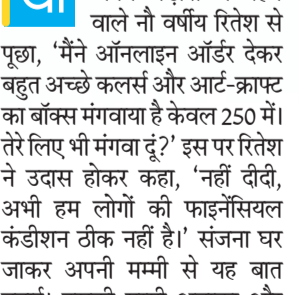 वाले नौ वर्षीय रितेश से
पूछा, ‘मैंने ऑनलाइन ऑर्डर देकर
बहुत अच्छे कलर्स और आर्ट-क्राफ्ट
का बॉक्स मंगवाया है केवल 250 में।
तेरे लिए भी मंगवा दूं?’ इस पर रितेश
ने उदास होकर कहा, ‘नहीं दीदी,
अभी हम लोगों की फाइनेंसियल
कंडीशन ठीक नहीं है।’ संजना घर
जाकर अपनी मम्मी से यह बात